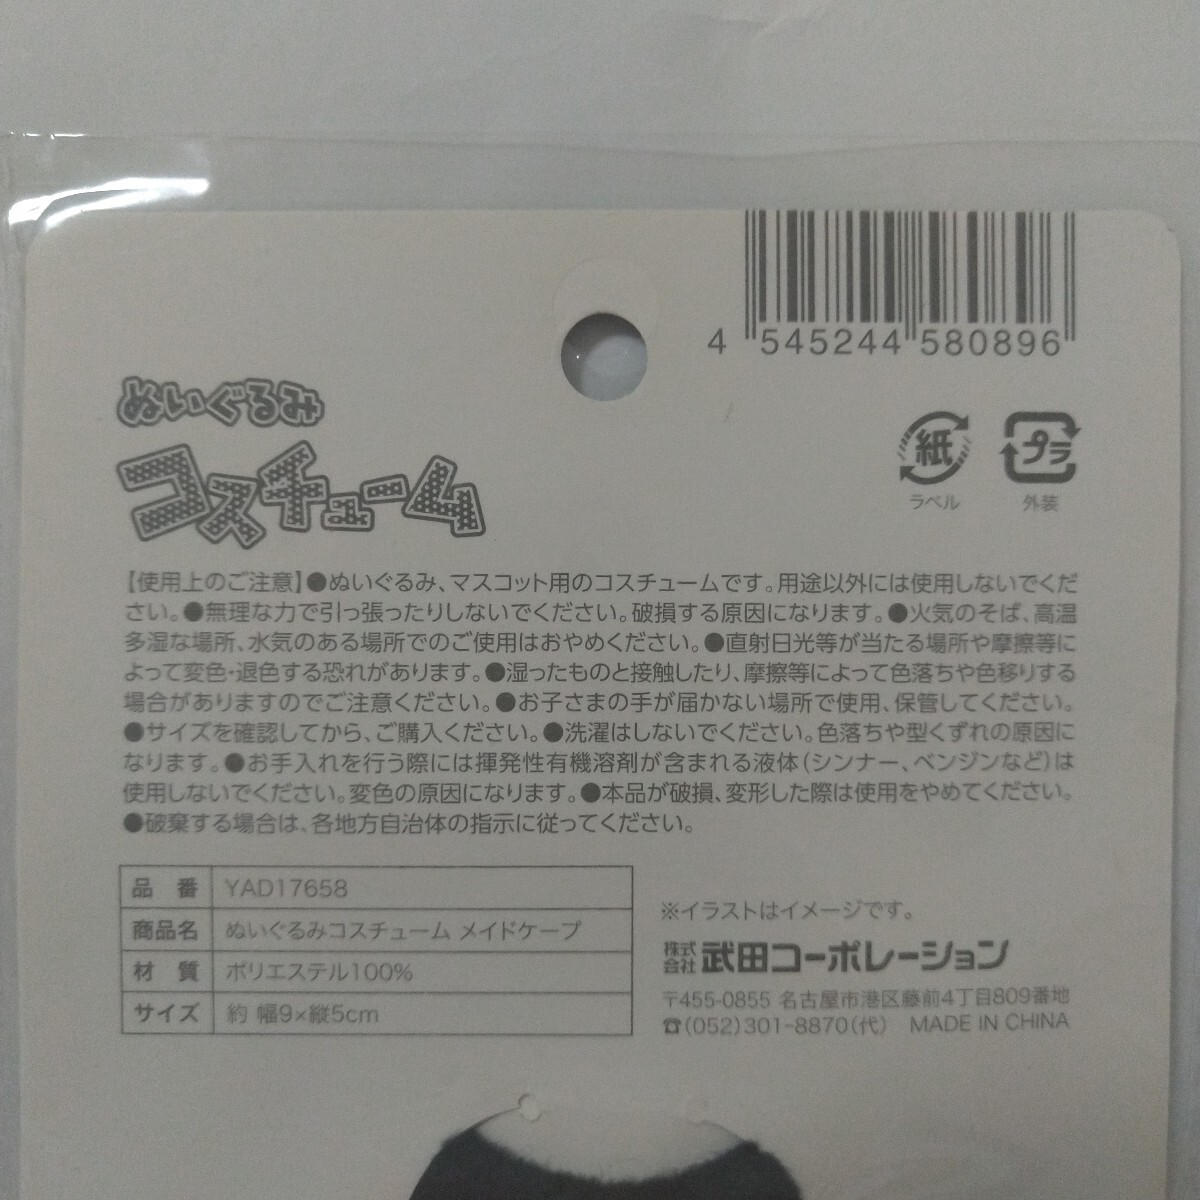 4 545244 580896
ぬいぐるみ
コスチューム
紙
ラベル
プラ
外装
【使用上のご注意】●ぬいぐるみ、マスコット用のコスチュームです。用途以外には使用しないでくだ
さい。●無理な力で引っ張ったりしないでください。破損する原因になります。●火気のそば、高温
多湿な場所、水気のある場所でのご使用はおやめください。●直射日光等が当たる場所や摩擦等に
よって変色・退色する恐れがあります。●湿ったものと接触したり、摩擦等によって色落ちや色移りする
場合がありますのでご注意ください。●お子さまの手が届かない場所で使用、保管してください。
●サイズを確認してから、ご購入ください。●洗濯はしないでください。色落ちや型くずれの原因に
なります。●お手入れを行う際には揮発性有機溶剤が含まれる液体(シンナー、ベンジンなど)は
使用しないでください。変色の原因になります。●本品が破損、変形した際は使用をやめてください。
●破棄する場合は、各地方自治体の指示に従ってください。
品 番 YAD17658
商品名 ぬいぐるみコスチューム メイドケープ
材 質 ポリエステル100%
サイズ 約 幅9×縦5cm
※イラストはイメージです。
株式会社 武田コーポレーション
〒455-0855 名古屋市港区藤前4丁目809番地
☎(052)301-8870(代) MADE IN CHINA